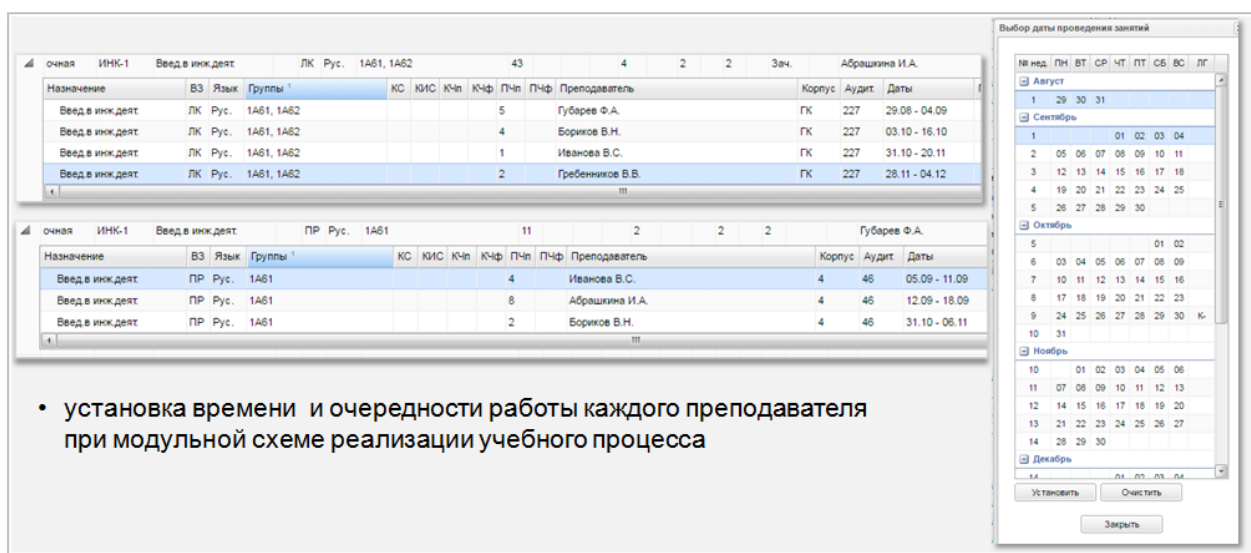 очная ИНК-1 Введ.в инж.деят. ЛК Рус. 1А61, 1А62 43 4 2 2 Зач. Абрашкина И.А.
Назначение ВЗ Язык Группы 1 КС КИС КЧп КЧф ПЧп ПЧф Преподаватель Корпус Аудит. Даты
Введ.в инж.деят. ЛК Рус. 1А61, 1А62 5 Губарев Ф.А. ГК 227 29.08 - 04.09
Введ.в инж.деят. ЛК Рус. 1А61, 1А62 4 Бориков В.Н. ГК 227 03.10 - 16.10
Введ.в инж.деят. ЛК Рус. 1А61, 1А62 1 Иванова В.С. ГК 227 31.10 - 20.11
Введ.в инж.деят. ЛК Рус. 1А61, 1А62 2 Гребенников В.В. ГК 227 28.11 - 04.12
очная ИНК-1 Введ.в инж.деят. ПР Рус. 1А61 11 2 2 2 Губарев Ф.А.
Назначение ВЗ Язык Группы 1 КС КИС КЧп КЧф ПЧп ПЧф Преподаватель Корпус Аудит. Даты
Введ.в инж.деят. ПР Рус. 1А61 4 Иванова В.С. 4 46 05.09 - 11.09
Введ.в инж.деят. ПР Рус. 1А61 8 Абрашкина И.А. 4 46 12.09 - 18.09
Введ.в инж.деят. ПР Рус. 1А61 2 Бориков В.Н. 4 46 31.10 - 06.11
• установка времени и очередности работы каждого преподавателя
при модульной схеме реализации учебного процесса
Выбор даты проведения занятий
№ нед. ПН ВТ СР ЧТ ПТ СБ ВС ЛГ
Август
1 29 30 31
Сентябрь
1 01 02 03 04
2 05 06 07 08 09 10 11
3 12 13 14 15 16 17 18
4 19 20 21 22 23 24 25
5 26 27 28 29 30
Октябрь
5 01 02
6 03 04 05 06 07 08 09
7 10 11 12 13 14 15 16
8 17 18 19 20 21 22 23
9 24 25 26 27 28 29 30 К-
10 31
Ноябрь
10 01 02 03 04 05 06
11 07 08 09 10 11 12 13
12 14 15 16 17 18 19 20
13 21 22 23 24 25 26 27
14 28 29 30
Декабрь
14 01 02 03 04
Установить Очистить
Закрыть